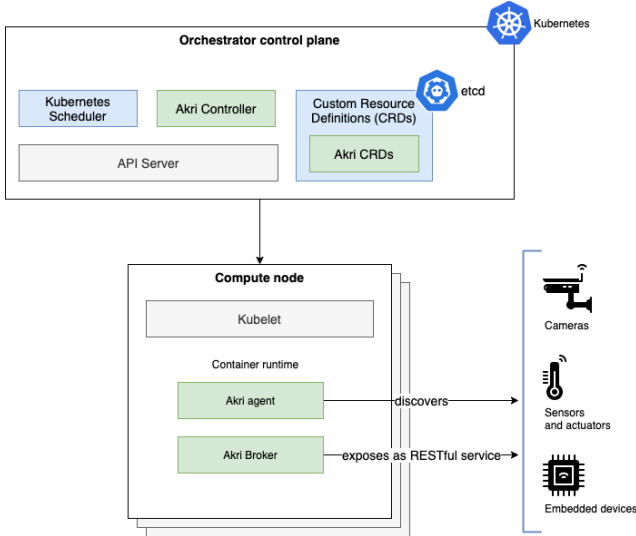 Kubernetes
Orchestrator control plane
etcd
Kubernetes
Scheduler
Akri Controller
Custom Resource
Definitions (CRDs)
API Server
Akri CRDs
Compute node
Kubelet
Container runtime
Akri agent
discovers
Akri Broker
exposes as RESTful service
Cameras
Sensors
and actuators
Embedded devices